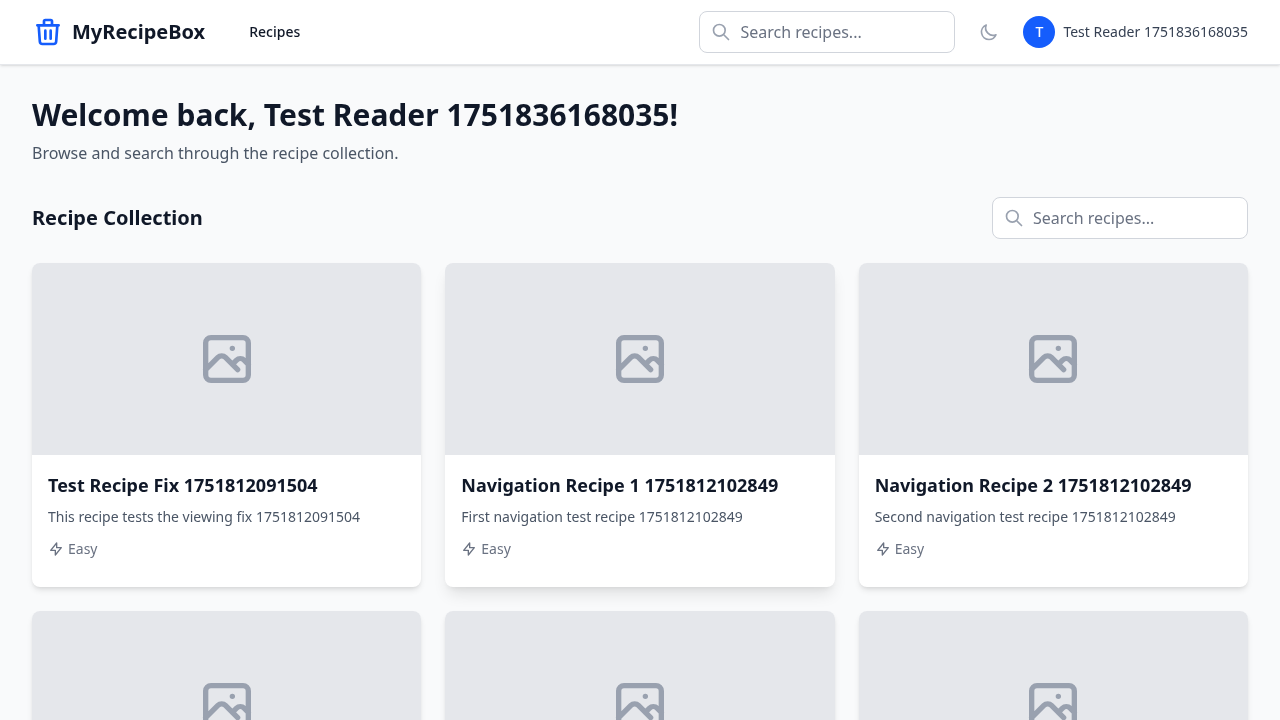 MyRecipeBox
Recipes
Search recipes...
T
Test Reader 1751836168035
Welcome back, Test Reader 1751836168035!
Browse and search through the recipe collection.
Recipe Collection
Search recipes...
Test Recipe Fix 1751812091504
This recipe tests the viewing fix 1751812091504
Easy
Navigation Recipe 1 1751812102849
First navigation test recipe 1751812102849
Easy
Navigation Recipe 2 1751812102849
Second navigation test recipe 1751812102849
Easy